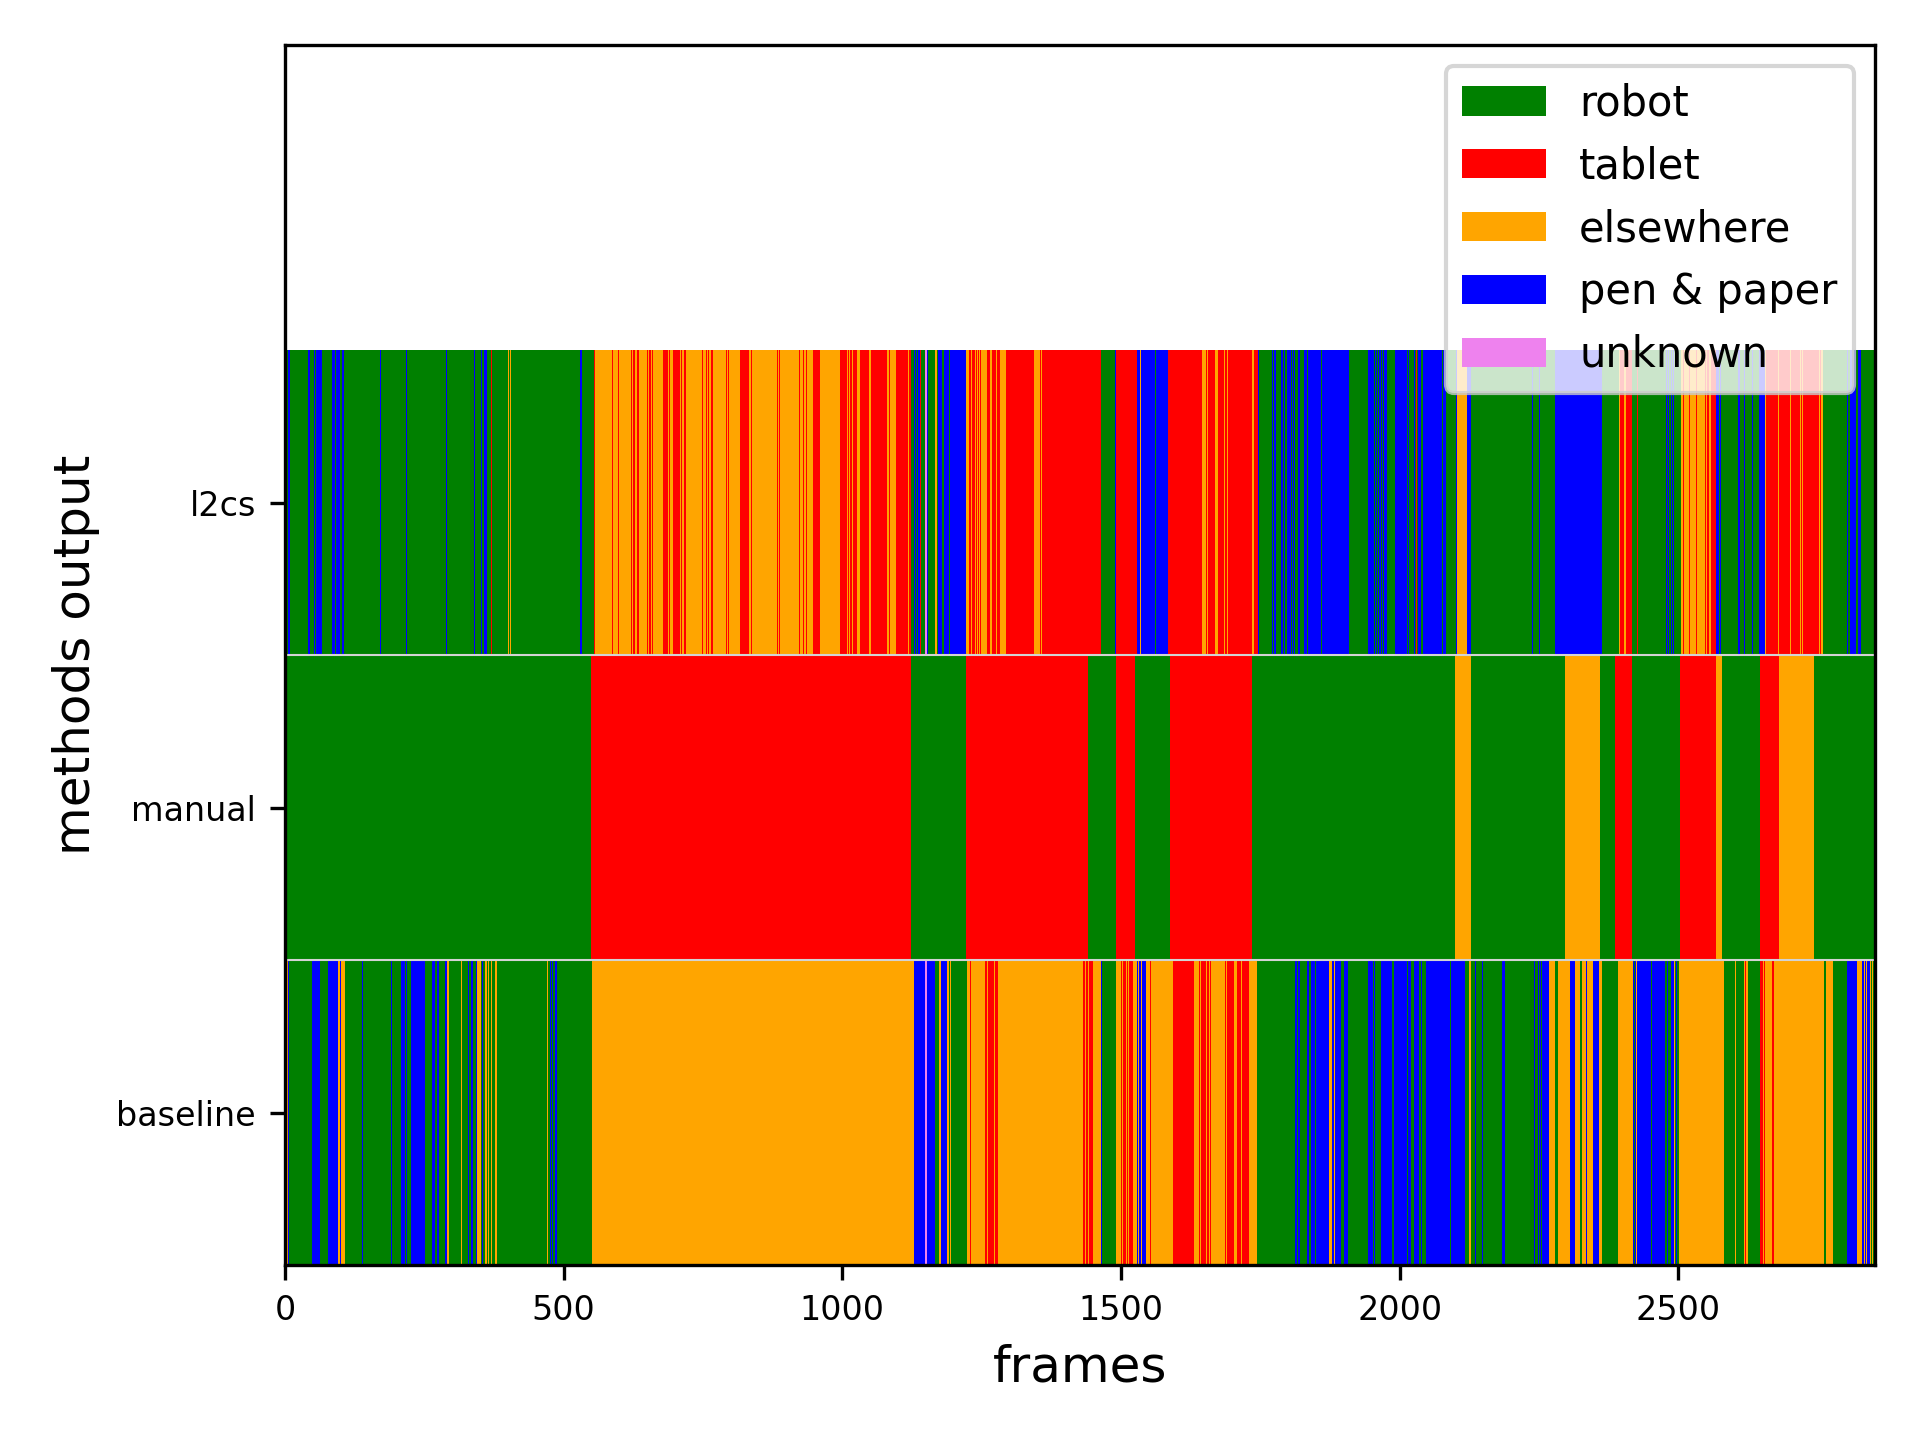 robot
tablet
elsewhere
pen & paper
unknown
methods output
l2cs
manual
baseline
0 500 1000 1500 2000 2500
frames